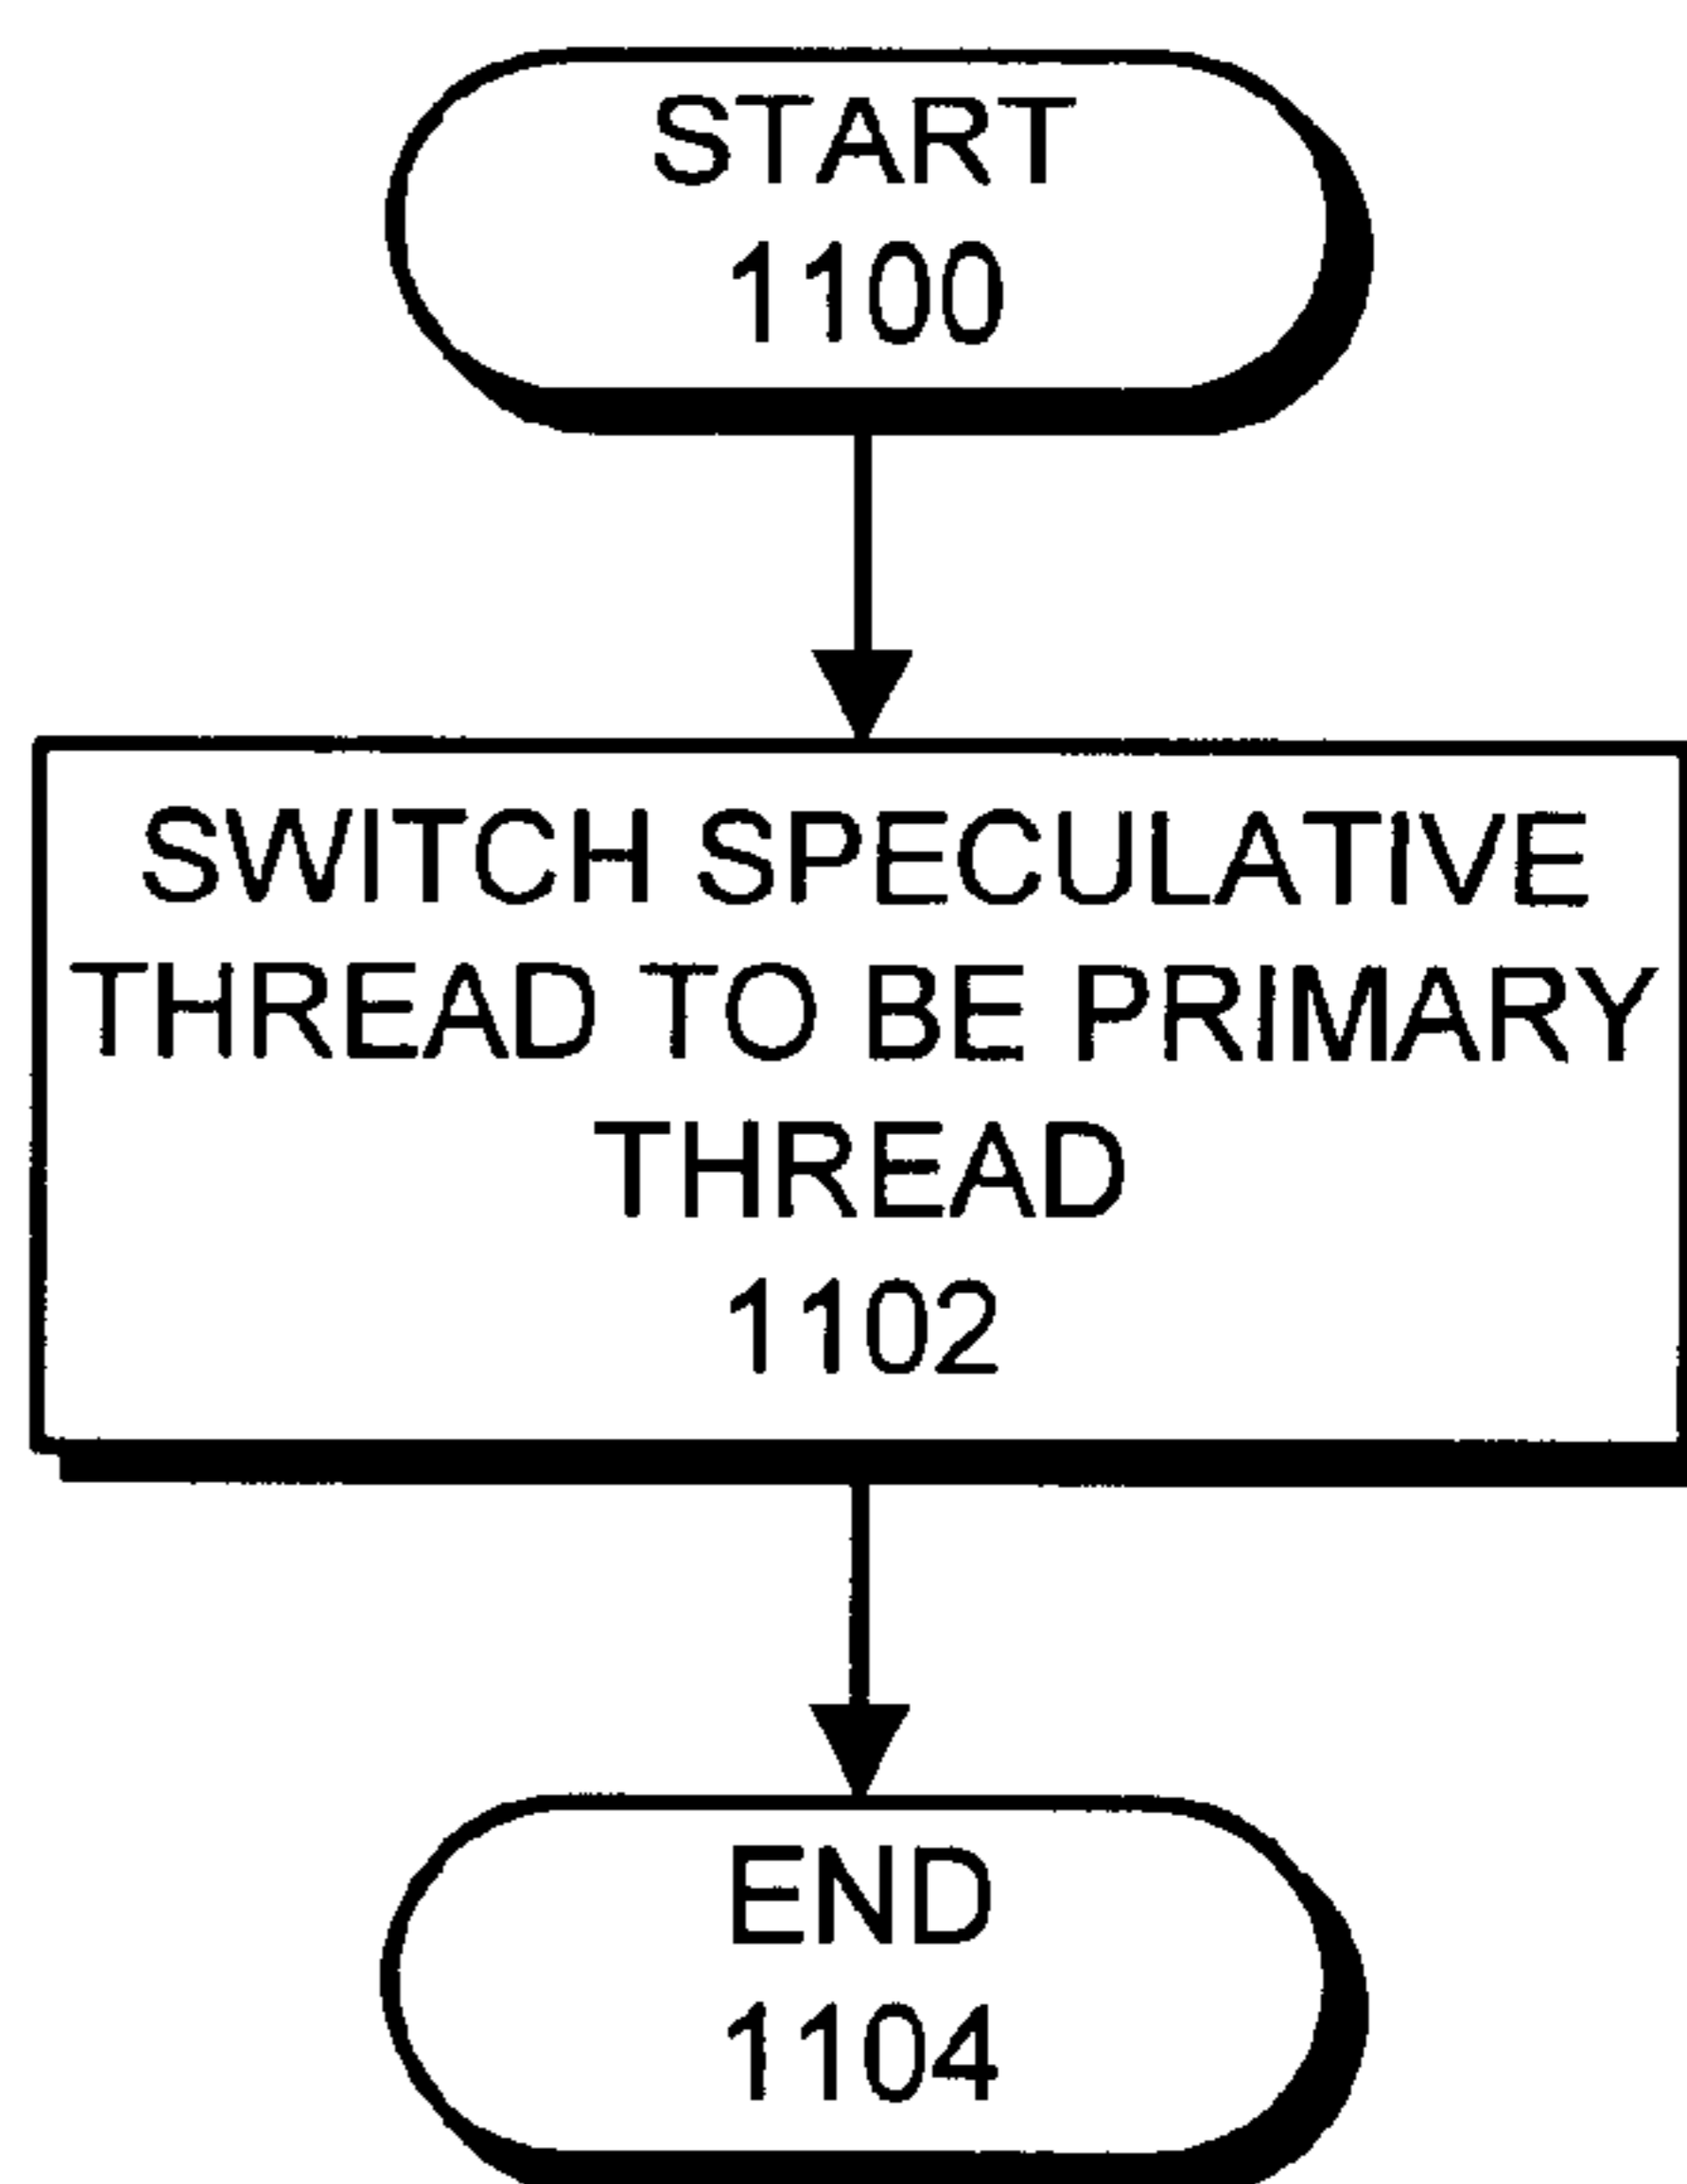 START
1100
SWITCH SPECULATIVE
THREAD TO BE PRIMARY
THREAD
1102
END
1104